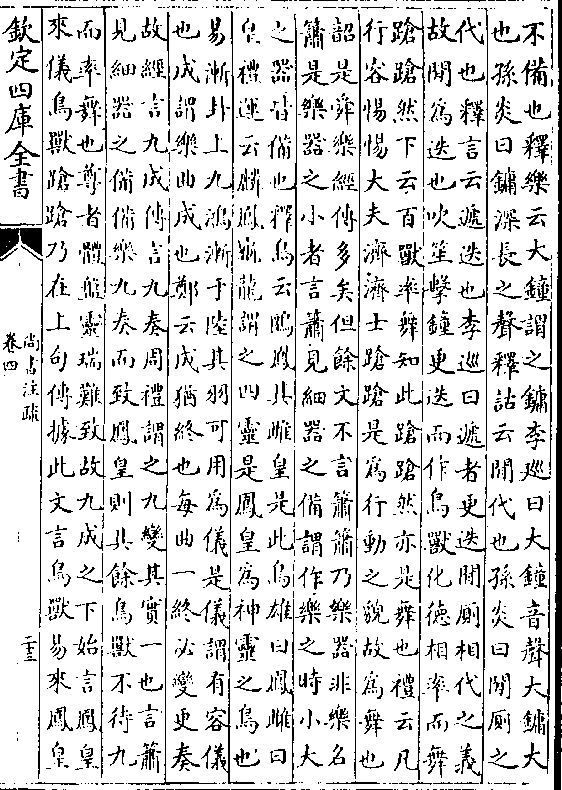 不備也釋樂云大鐘謂之鏞李廵曰大鐘音聲大鏞大
也孫炎曰鏞深長之聲釋詁云閒代也孫炎曰閒厠之
代也釋言云遞迭也李廵曰遞者更迭閒厠相代之義
故閒爲迭也吹笙擊鐘更迭而作鳥獸化德相率而舞
蹌蹌然下云百獸率舞知此蹌蹌然亦是舞也禮云凡
行容惕惕大夫濟濟士蹌蹌是爲行動之貌故爲舞也
韶是舜樂經傳多矣但餘文不言簫簫乃樂器非樂名
簫是樂器之小者言簫見細器之備謂作樂之時小大
之器皆備也釋鳥云鶠鳳其雌皇是此鳥雄曰鳳雌曰
皇禮運云麟鳳龜龍謂之四靈是鳳皇爲神靈之鳥也
易漸卦上九鴻漸于陸其羽可用爲儀是儀謂有容儀
也成謂樂曲成也鄭云成猶終也每曲一終必變更奏
故經言九成傳言九奏周禮謂之九變其實一也言簫
見細器之備備樂九奏而致鳳皇則其餘鳥獸不待九
而率舞也尊者體盤靈瑞難致故九成之下始言鳳皇
來儀鳥獸蹌蹌乃在上句傳據此文言鳥獸易來鳳皇
欽定四庫全書
尚書注疏
卷四
二十三